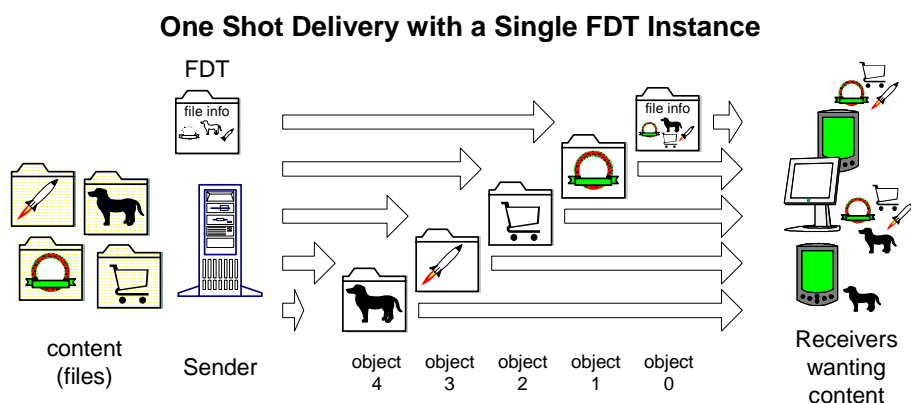 One Shot Delivery with a Single FDT Instance
FDT
file info
file info
content
(files)
Sender
object
4
object
3
object
2
object
1
object
0
Receivers
wanting
content